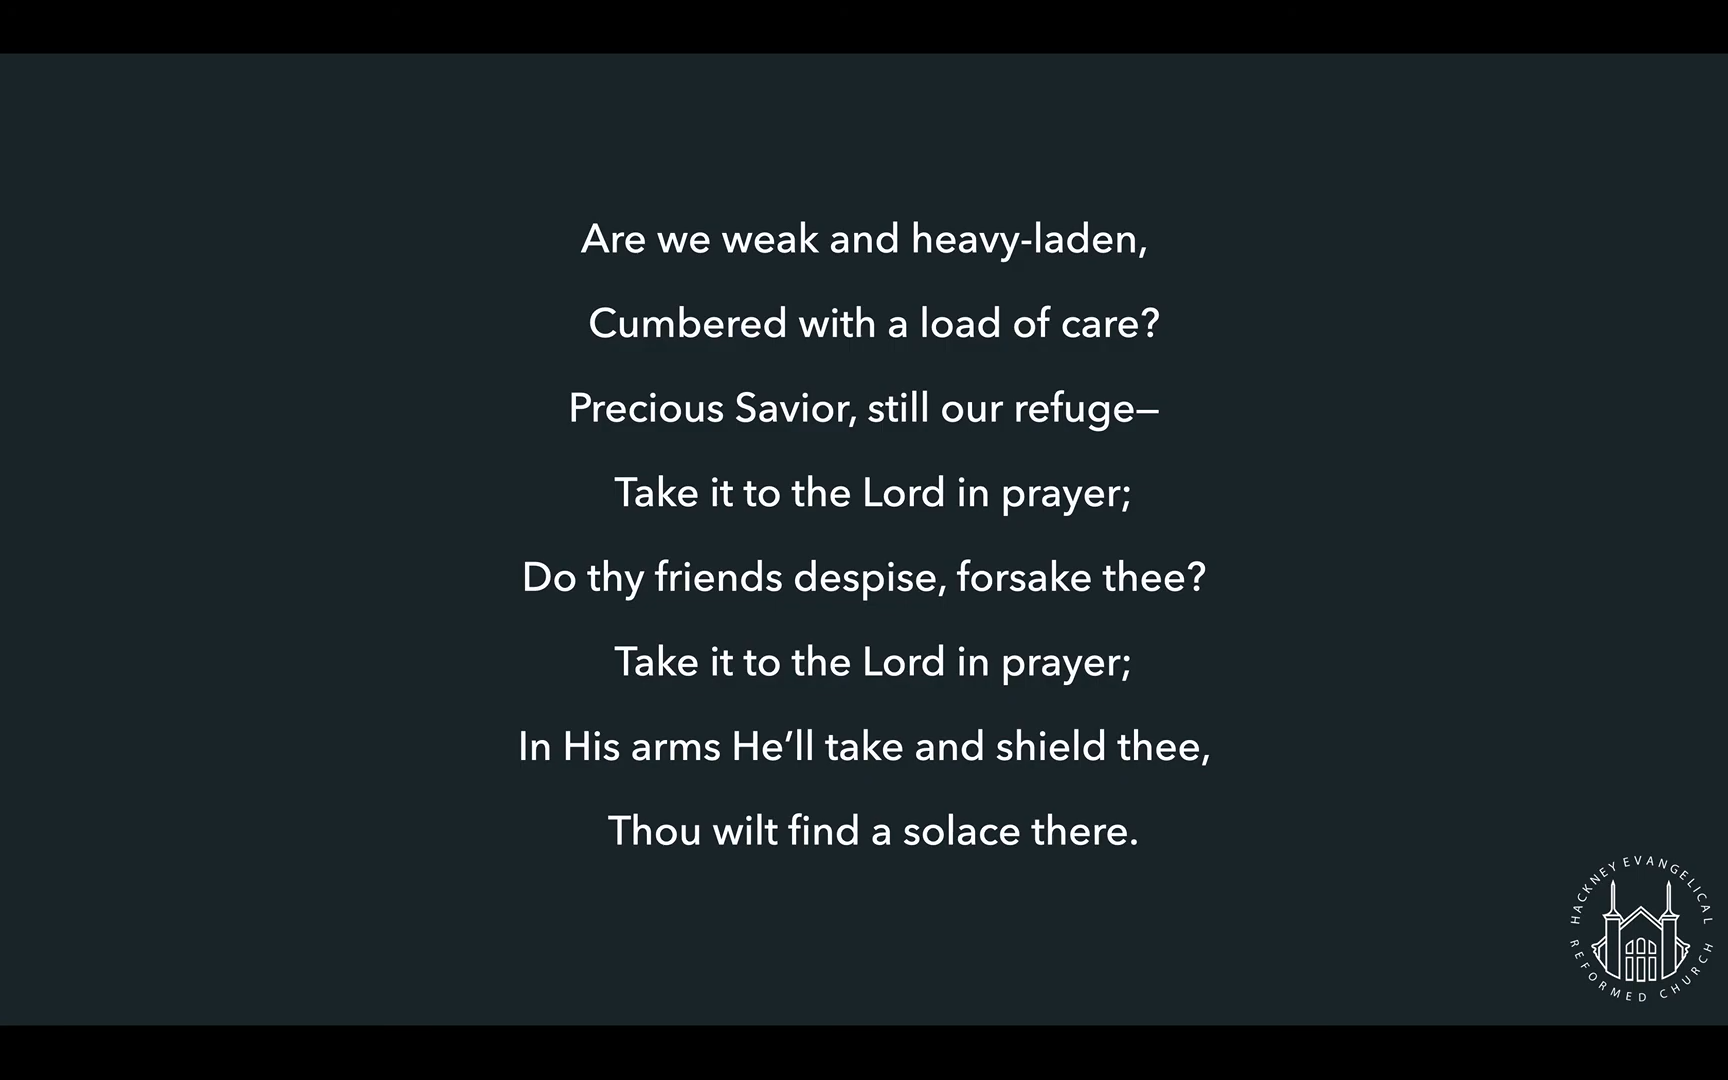 Are we weak and heavy-laden,
Cumbered with a load of care?
Precious Savior, still our refuge—
Take it to the Lord in prayer;
Do thy friends despise, forsake thee?
Take it to the Lord in prayer;
In His arms He’ll take and shield thee,
Thou wilt find a solace there.
HACKNEY EVANGELICAL
REFORMED CHURCH